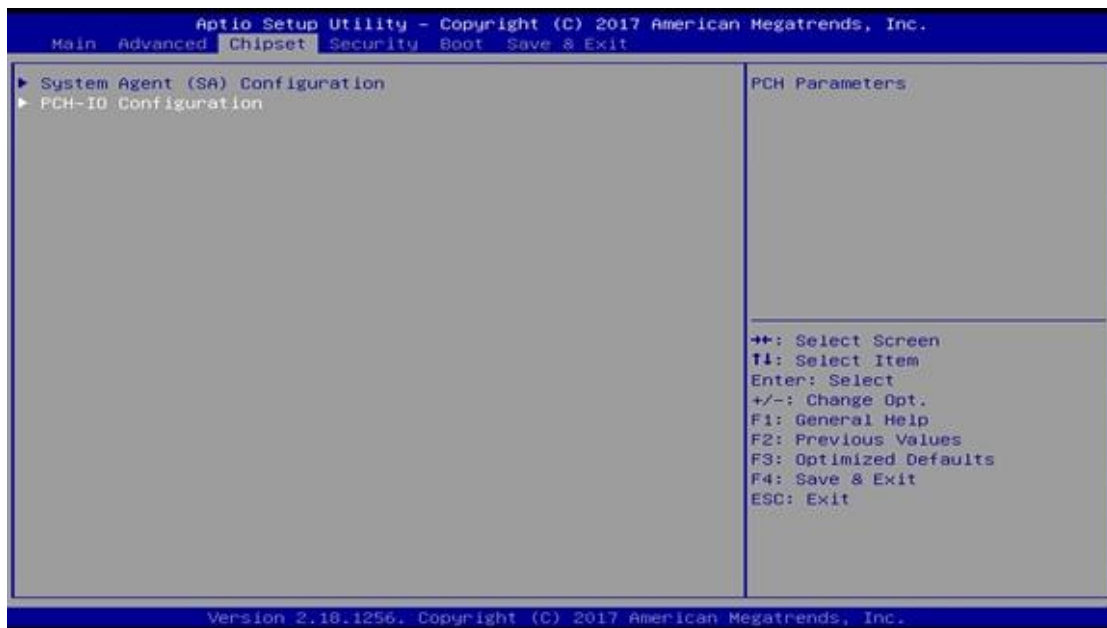 Aptio Setup Utility - Copyright (C) 2017 American Megatrends, Inc.
Main Advanced Chipset Security Boot Save & Exit
► System Agent (SA) Configuration
► PCH-IO Configuration
PCH Parameters
→←: Select Screen
↑↓: Select Item
Enter: Select
+/-: Change Opt.
F1: General Help
F2: Previous Values
F3: Optimized Defaults
F4: Save & Exit
ESC: Exit
Version 2.18.1256. Copyright (C) 2017 American Megatrends, Inc.